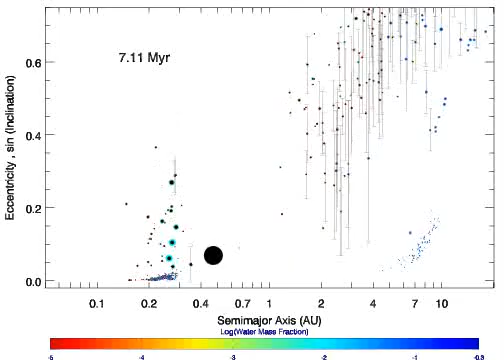 7.11 Myr
Eccentricity , sin (Inclination)
0.6
0.4
0.2
0.0
0.1 0.2 0.4 0.7 1 2 4 7 10
Semimajor Axis (AU)
Log(Water Mass Fraction)
-5 -4 -3 -2 -1 -0.3